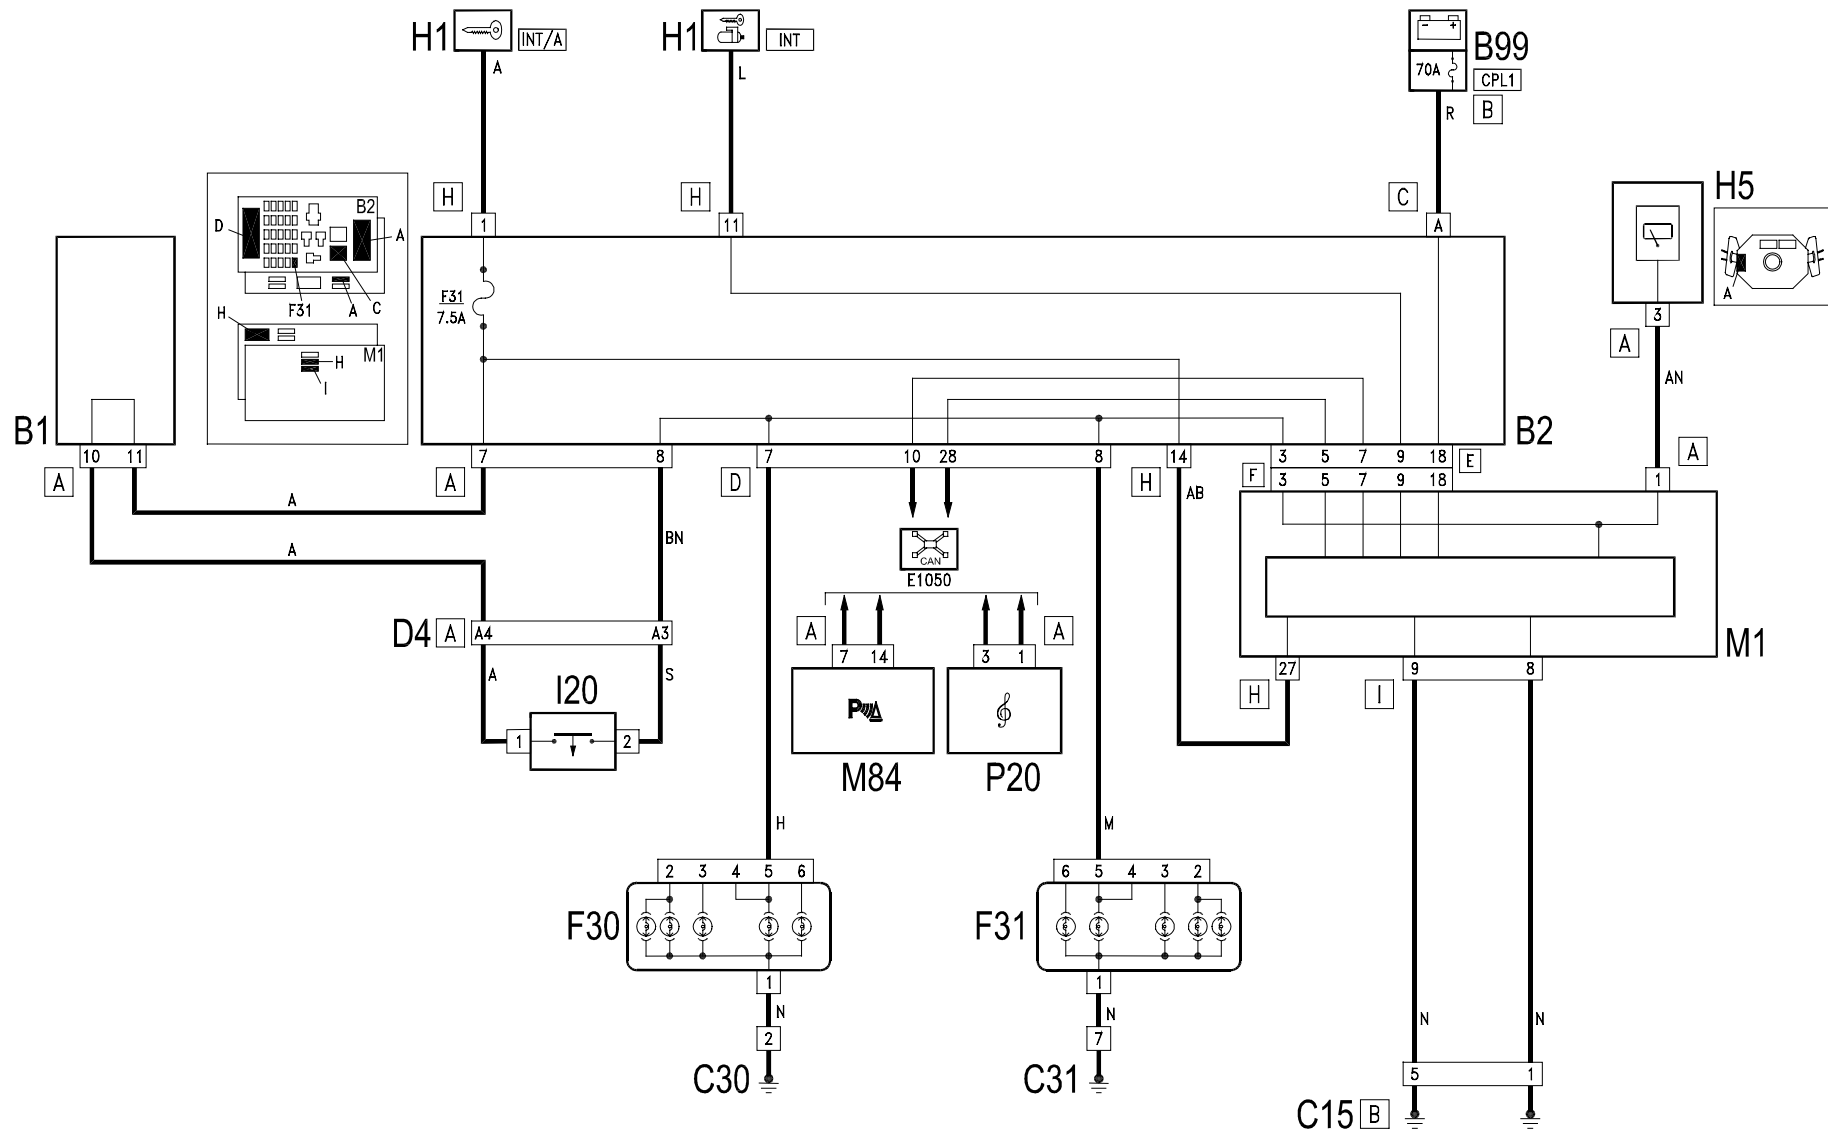 H1 INT/A
H1 INT
B99
70A
CPL1
B
A
L
R
H
H
C
H5
1
11
A
D
B2
A
F31
A
C
H
M1
H
I
F31
7.5A
A
3
A
AN
B1
B2
10 11
7 8
7 10 28 8
14
3 5 7 9 18
E
A
A
D
H
F
3 5 7 9 18
A
1
A
AB
BN
A
CAN
E1050
D4
A
A4
A3
A
A
7 14
3 1
M1
A
S
27
9
8
H
I
I20
1
2
P
M84
P20
H
M
2 3 4 5 6
6 5 4 3 2
F30
F31
1
1
N
N
N
N
2
7
C30
C31
5
1
C15
B